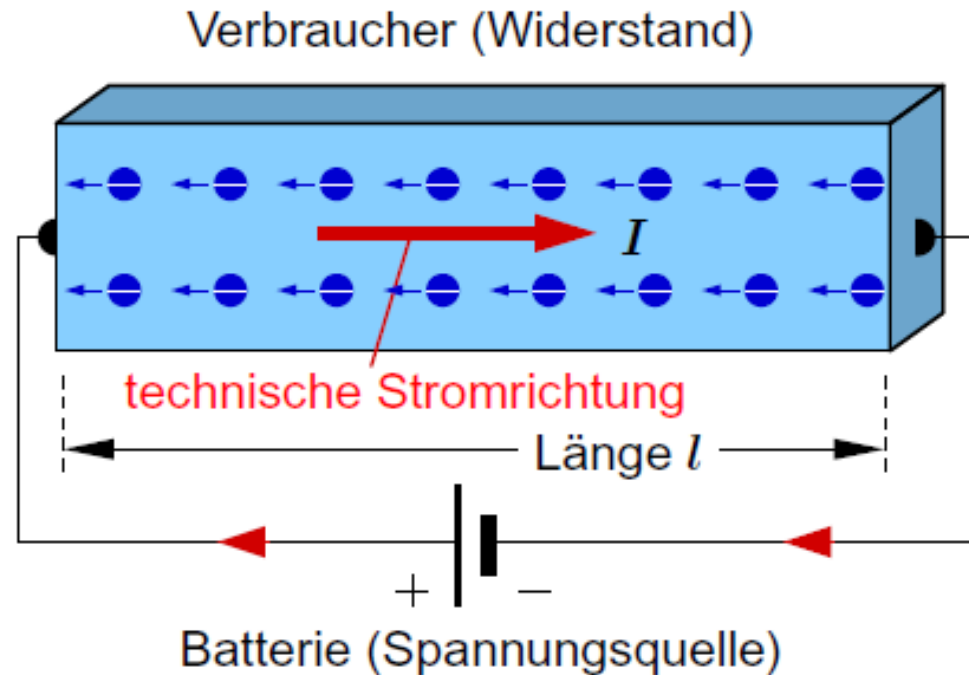 Verbraucher (Widerstand)
I
technische Stromrichtung
Länge l
+ −
Batterie (Spannungsquelle)